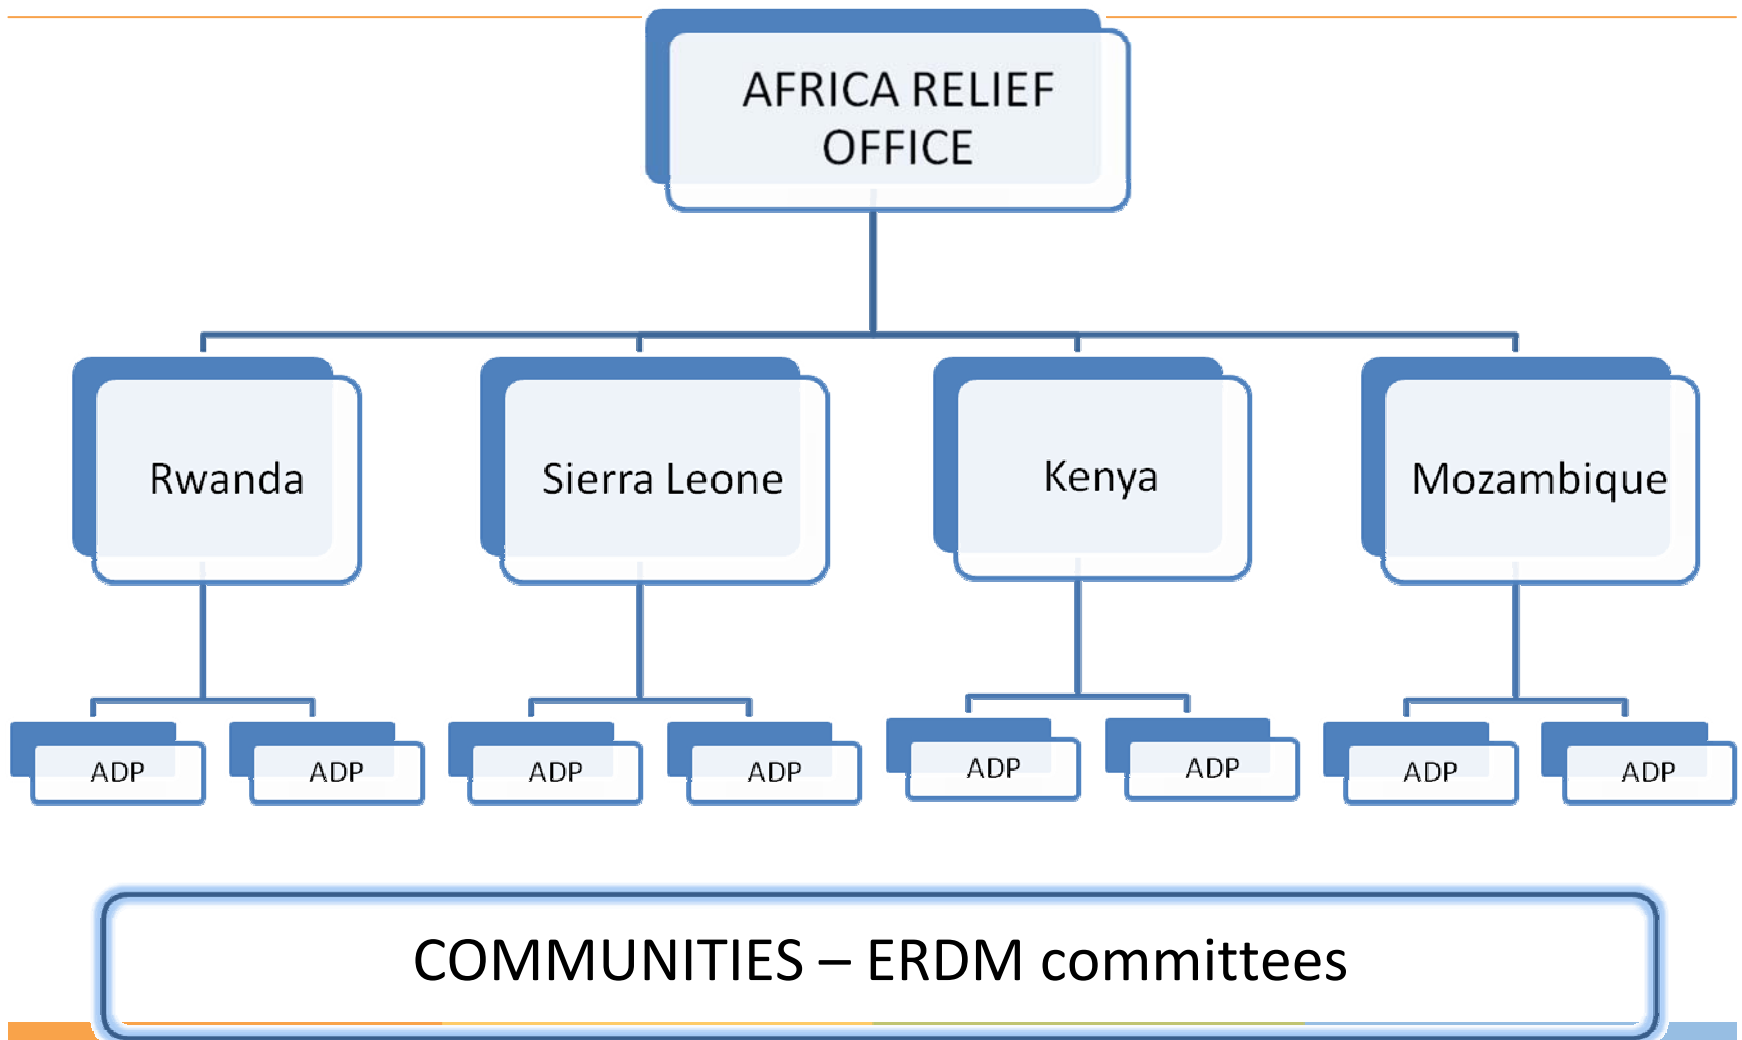 AFRICA RELIEF
OFFICE
Rwanda
Sierra Leone
Kenya
Mozambique
ADP
ADP
ADP
ADP
ADP
ADP
ADP
ADP
COMMUNITIES – ERDM committees